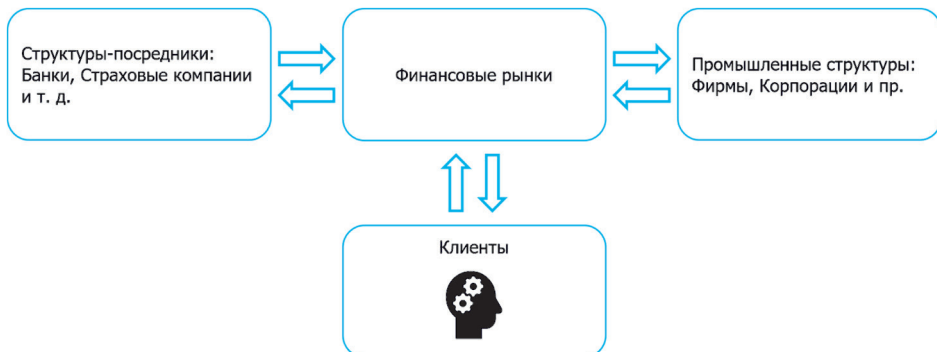 Структуры-посредники:
Банки, Страховые компании
и т. д.
Финансовые рынки
Промышленные структуры:
Фирмы, Корпорации и пр.
Клиенты